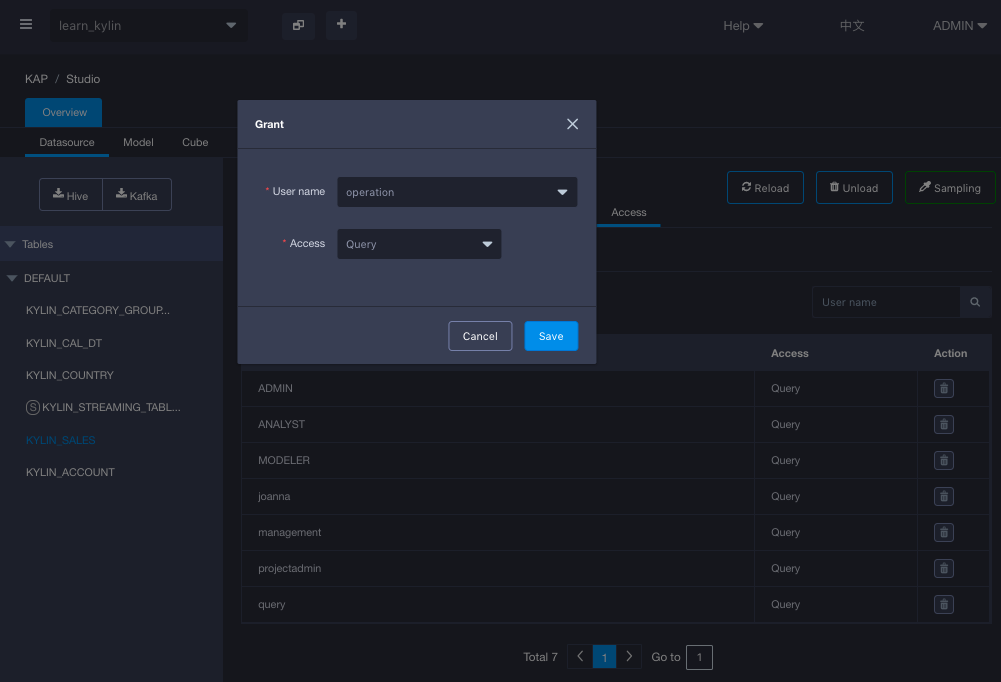 learn_kylin
Help
中文
ADMIN
KAP / Studio
Overview
Datasource Model Cube
Hive Kafka
Tables
DEFAULT
KYLIN_CATEGORY_GROUP...
KYLIN_CAL_DT
KYLIN_COUNTRY
S KYLIN_STREAMING_TABL...
KYLIN_SALES
KYLIN_ACCOUNT
Grant
* User name operation
* Access Query
Cancel Save
Reload Unload Sampling
Access
User name
Access Action
ADMIN Query
ANALYST Query
MODELER Query
joanna Query
management Query
projectadmin Query
query Query
Total 7 1 Go to 1